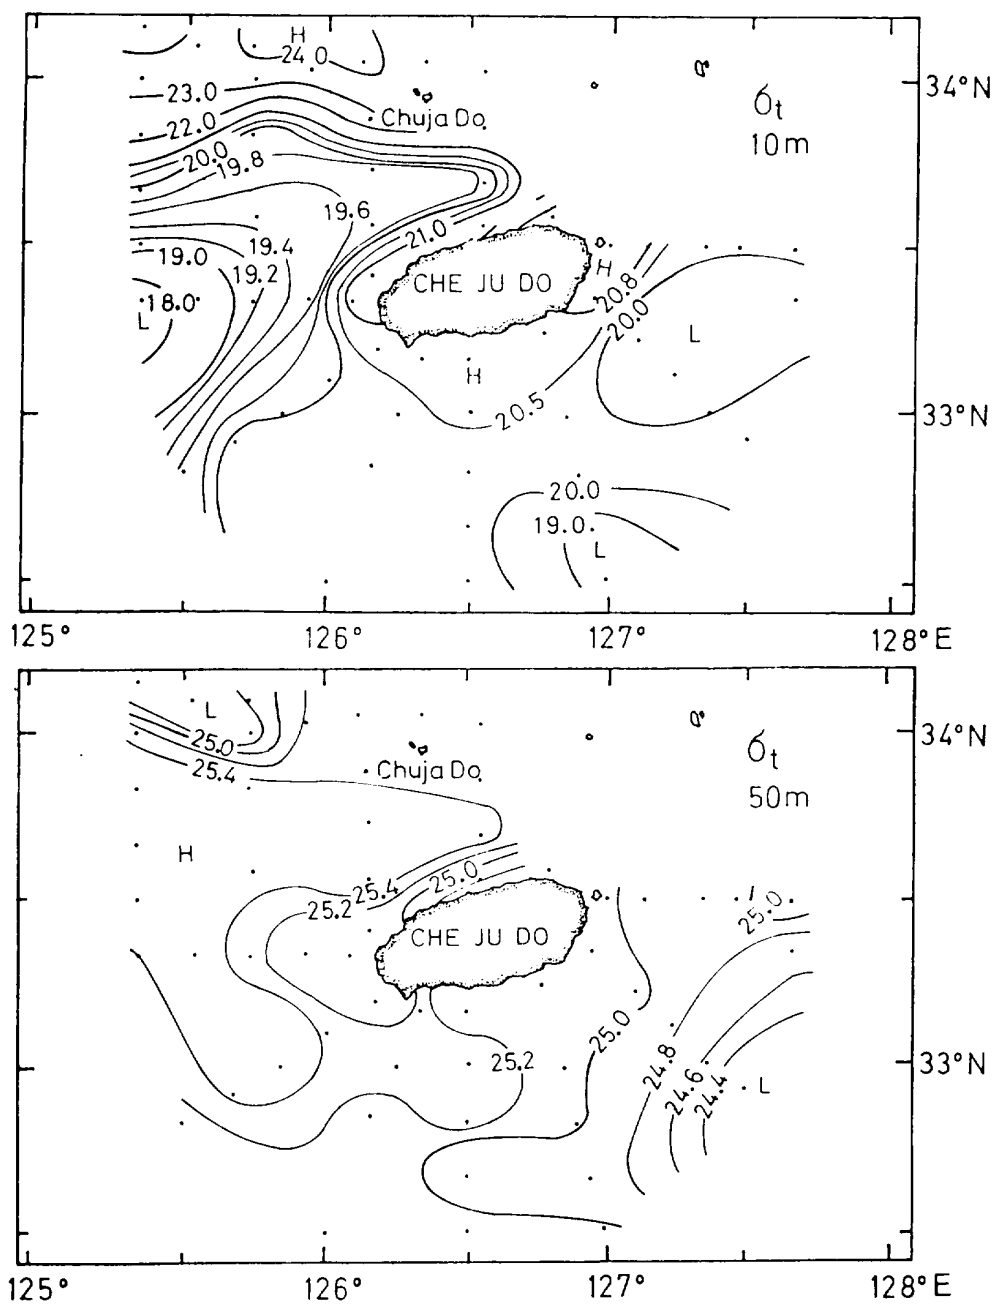 H
24.0
34°N
23.0
Chuja Do
σt
10m
22.0
20.0
19.8
19.6
21.0
19.4
19.0
19.2
CHE JU DO
H
20.8
18.0
L
20.0
L
H
20.5
33°N
20.0
19.0
L
125°
126°
127°
128°E
L
34°N
25.0
25.4
Chuja Do
σt
50m
H
25.4
25.0
25.2
25.0
CHE JU DO
25.0
25.2
24.8
33°N
24.6
24.4
L
125°
126°
127°
128°E